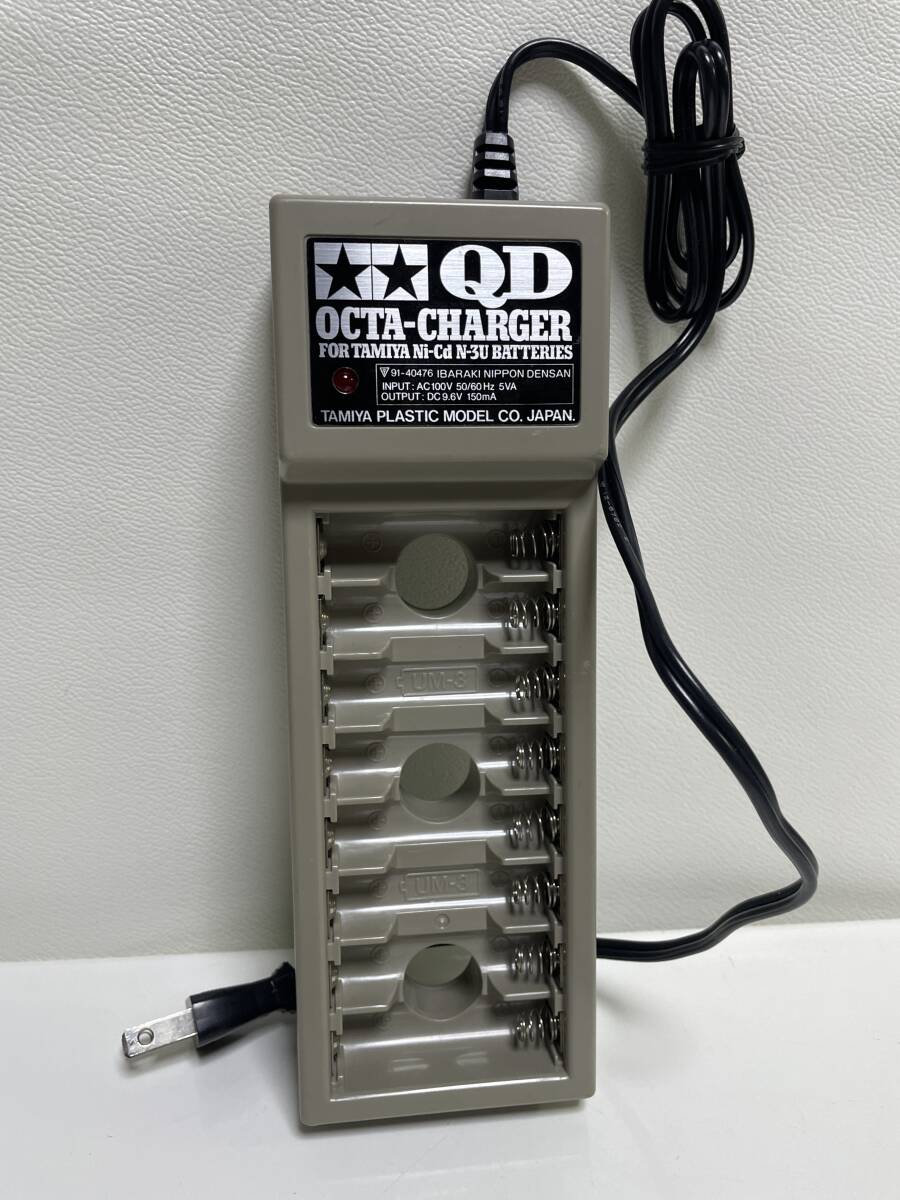 QD
OCTA-CHARGER
FOR TAMIYA Ni-Cd N-3U BATTERIES
91-40476 IBARAKI NIPPON DENSAN
INPUT: AC100V 50/60Hz 5VA
OUTPUT: DC9.6V 150mA
TAMIYA PLASTIC MODEL CO. JAPAN.
UM-3
UM-3